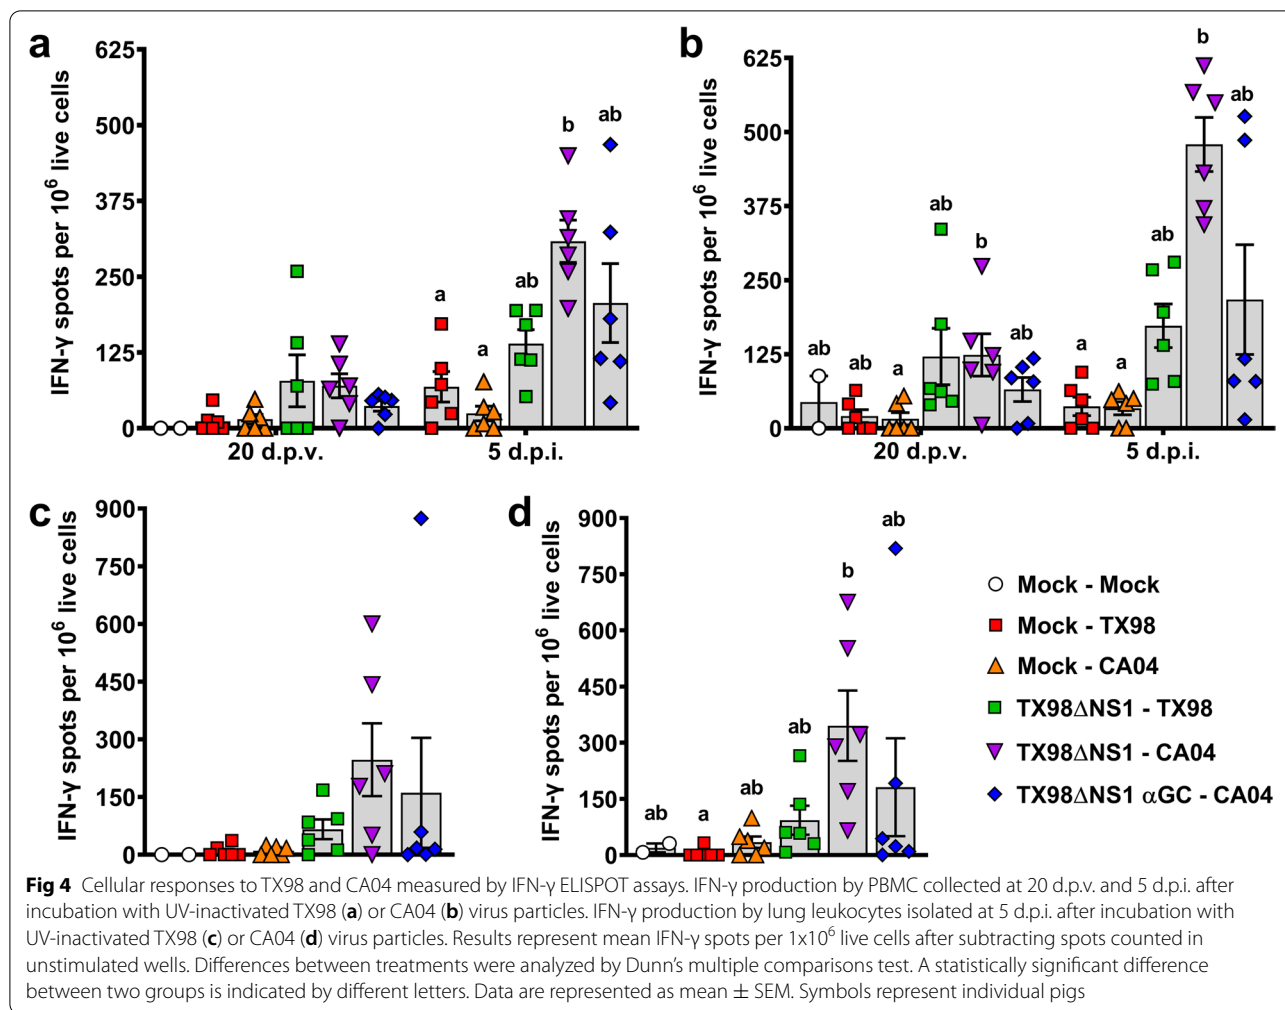 a
625
500
375
250
125
0
IFN-γ spots per 10⁶ live cells
a
a
ab
b
ab
20 d.p.v.
5 d.p.i.
b
625
500
375
250
125
0
IFN-γ spots per 10⁶ live cells
ab
ab
a
ab
b
ab
a
a
ab
b
ab
20 d.p.v.
5 d.p.i.
c
900
750
600
450
300
150
0
IFN-γ spots per 10⁶ live cells
d
900
750
600
450
300
150
0
IFN-γ spots per 10⁶ live cells
ab
a
ab
ab
b
ab
Mock - Mock
Mock - TX98
Mock - CA04
TX98ΔNS1 - TX98
TX98ΔNS1 - CA04
TX98ΔNS1 αGC - CA04
Fig 4 Cellular responses to TX98 and CA04 measured by IFN-γ ELISPOT assays. IFN-γ production by PBMC collected at 20 d.p.v. and 5 d.p.i. after
incubation with UV-inactivated TX98 (a) or CA04 (b) virus particles. IFN-γ production by lung leukocytes isolated at 5 d.p.i. after incubation with
UV-inactivated TX98 (c) or CA04 (d) virus particles. Results represent mean IFN-γ spots per 1x10⁶ live cells after subtracting spots counted in
unstimulated wells. Differences between treatments were analyzed by Dunn's multiple comparisons test. A statistically significant difference
between two groups is indicated by different letters. Data are represented as mean ± SEM. Symbols represent individual pigs